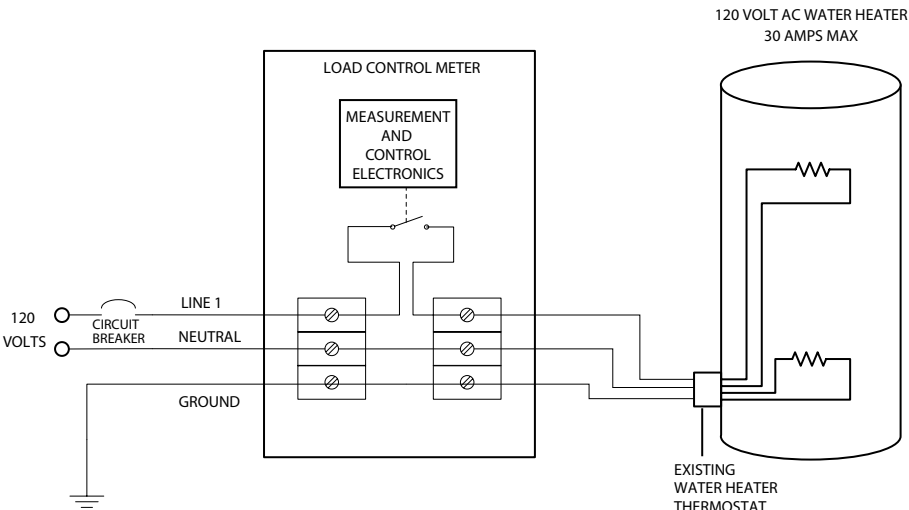 120 VOLT AC WATER HEATER
30 AMPS MAX
LOAD CONTROL METER
MEASUREMENT
AND
CONTROL
ELECTRONICS
LINE 1
120
VOLTS
CIRCUIT
BREAKER
NEUTRAL
GROUND
EXISTING
WATER HEATER
THERMOSTAT